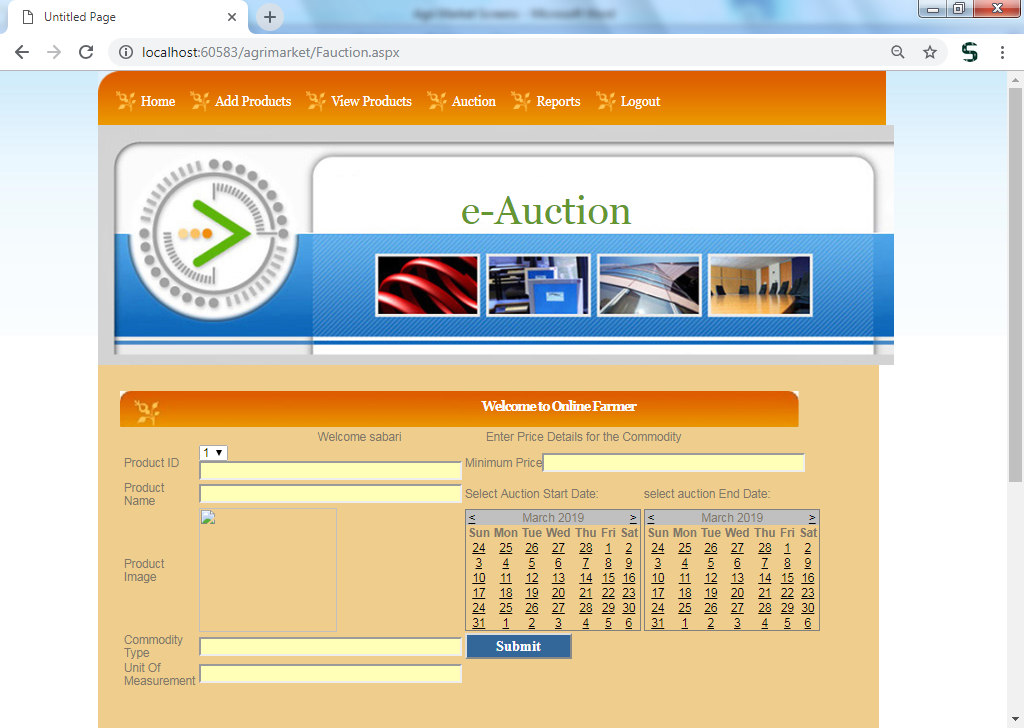 Untitled Page
Agri Market Screens - Microsoft Word
localhost:60583/agrimarket/Fauction.aspx
Home Add Products View Products Auction Reports Logout
e-Auction
Welcome to Online Farmer
Welcome sabari Enter Price Details for the Commodity
Product ID 1 Minimum Price
Product
Name
Select Auction Start Date: select auction End Date:
Product
Image
< March 2019 > < March 2019 >
Sun Mon Tue Wed Thu Fri Sat Sun Mon Tue Wed Thu Fri Sat
24 25 26 27 28 1 2 24 25 26 27 28 1 2
3 4 5 6 7 8 9 3 4 5 6 7 8 9
10 11 12 13 14 15 16 10 11 12 13 14 15 16
17 18 19 20 21 22 23 17 18 19 20 21 22 23
24 25 26 27 28 29 30 24 25 26 27 28 29 30
31 1 2 3 4 5 6 31 1 2 3 4 5 6
Commodity
Type
Submit
Unit Of
Measurement